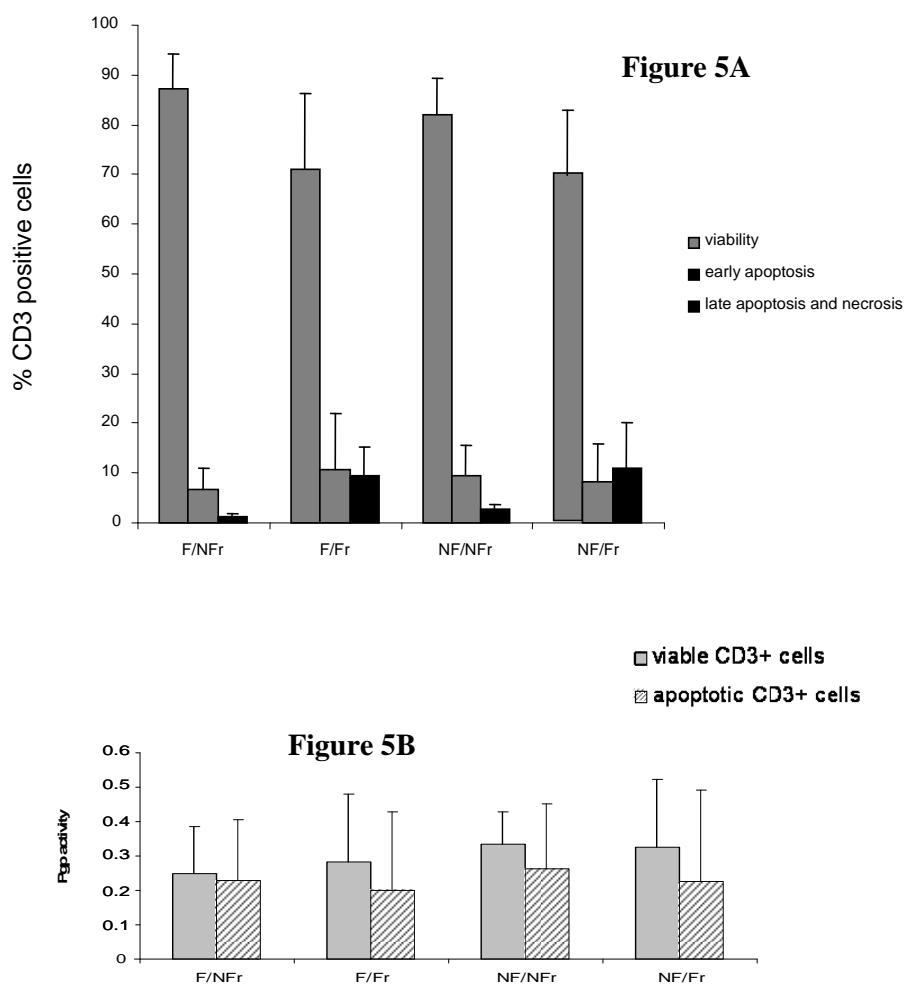 Figure 5A
100
90
80
70
60
50
40
30
20
10
0
% CD3 positive cells
F/NFr
F/Fr
NF/NFr
NF/Fr
viability
early apoptosis
late apoptosis and necrosis
viable CD3+ cells
apoptotic CD3+ cells
Figure 5B
0.6
0.5
0.4
0.3
0.2
0.1
0
Pgp activity
F/NFr
F/Fr
NF/NFr
NF/Fr